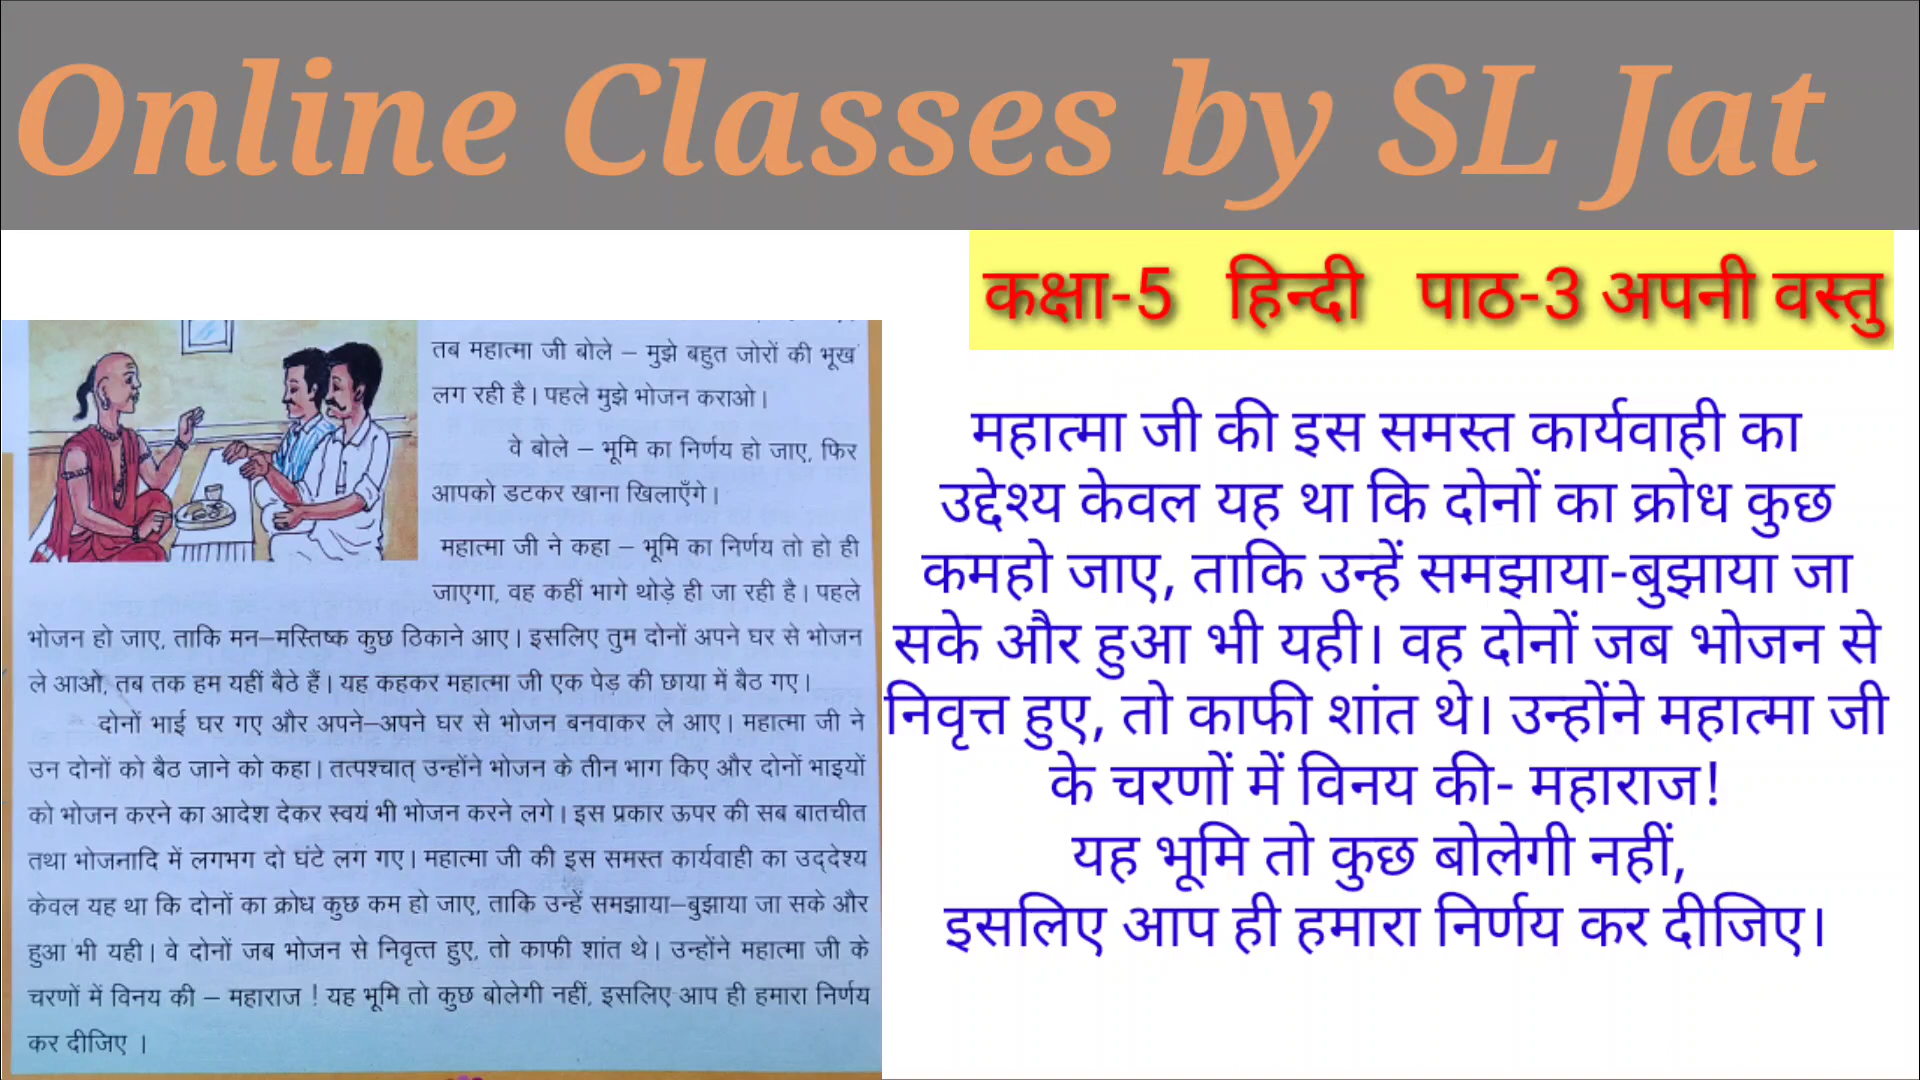 Online Classes by SL Jat
कक्षा-5 हिन्दी पाठ-3 अपनी वस्तु
तब महात्मा जी बोले – मुझे बहुत जोरों की भूख
लग रही है। पहले मुझे भोजन कराओ।
वे बोले – भूमि का निर्णय हो जाए, फिर
आपको डटकर खाना खिलाएँगे।
महात्मा जी ने कहा – भूमि का निर्णय तो हो ही
जाएगा, वह कहीं भागे थोड़े ही जा रही है। पहले
भोजन हो जाए, ताकि मन–मस्तिष्क कुछ ठिकाने आए। इसलिए तुम दोनों अपने घर से भोजन
ले आओ, तब तक हम यहीं बैठे हैं। यह कहकर महात्मा जी एक पेड़ की छाया में बैठ गए।
दोनों भाई घर गए और अपने–अपने घर से भोजन बनवाकर ले आए। महात्मा जी ने
उन दोनों को बैठ जाने को कहा। तत्पश्चात् उन्होंने भोजन के तीन भाग किए और दोनों भाइयों
को भोजन करने का आदेश देकर स्वयं भी भोजन करने लगे। इस प्रकार ऊपर की सब बातचीत
तथा भोजनादि में लगभग दो घंटे लग गए। महात्मा जी की इस समस्त कार्यवाही का उद्‌देश्य
केवल यह था कि दोनों का क्रोध कुछ कम हो जाए, ताकि उन्हें समझाया–बुझाया जा सके और
हुआ भी यही। वे दोनों जब भोजन से निवृत्त हुए, तो काफी शांत थे। उन्होंने महात्मा जी के
चरणों में विनय की – महाराज ! यह भूमि तो कुछ बोलेगी नहीं, इसलिए आप ही हमारा निर्णय
कर दीजिए ।
महात्मा जी की इस समस्त कार्यवाही का
उद्देश्य केवल यह था कि दोनों का क्रोध कुछ
कमहो जाए, ताकि उन्हें समझाया-बुझाया जा
सके और हुआ भी यही। वह दोनों जब भोजन से
निवृत्त हुए, तो काफी शांत थे। उन्होंने महात्मा जी
के चरणों में विनय की- महाराज!
यह भूमि तो कुछ बोलेगी नहीं,
इसलिए आप ही हमारा निर्णय कर दीजिए।